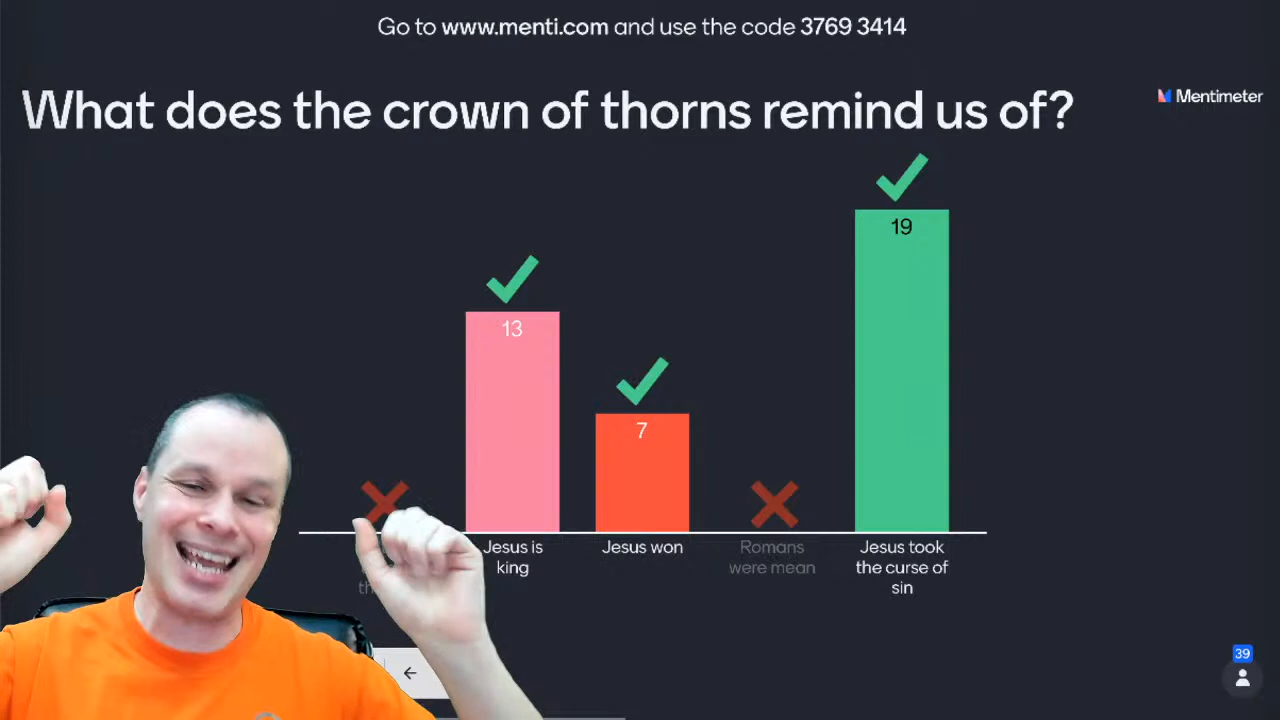 Go to www.menti.com and use the code 3769 3414
What does the crown of thorns remind us of?
Mentimeter
19
13
7
Jesus is
king
Jesus won
Romans
were mean
Jesus took
the curse of
sin
39